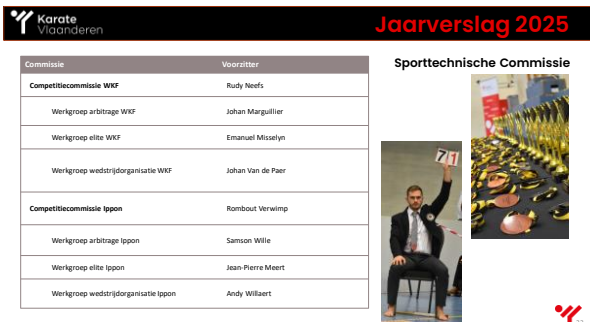 Karate
Vlaanderen
Jaarverslag 2025
Commissie Voorzitter
Sporttechnische Commissie
Competitiecommissie WKF Rudy Neefs
Werkgroep arbitrage WKF Johan Marguillier
Werkgroep elite WKF Emanuel Misselyn
Werkgroep wedstrijdorganisatie WKF Johan Van de Paer
Competitiecommissie Ippon Rombout Verwimp
Werkgroep arbitrage Ippon Samson Wille
Werkgroep elite Ippon Jean-Pierre Meert
Werkgroep wedstrijdorganisatie Ippon Andy Willaert
71